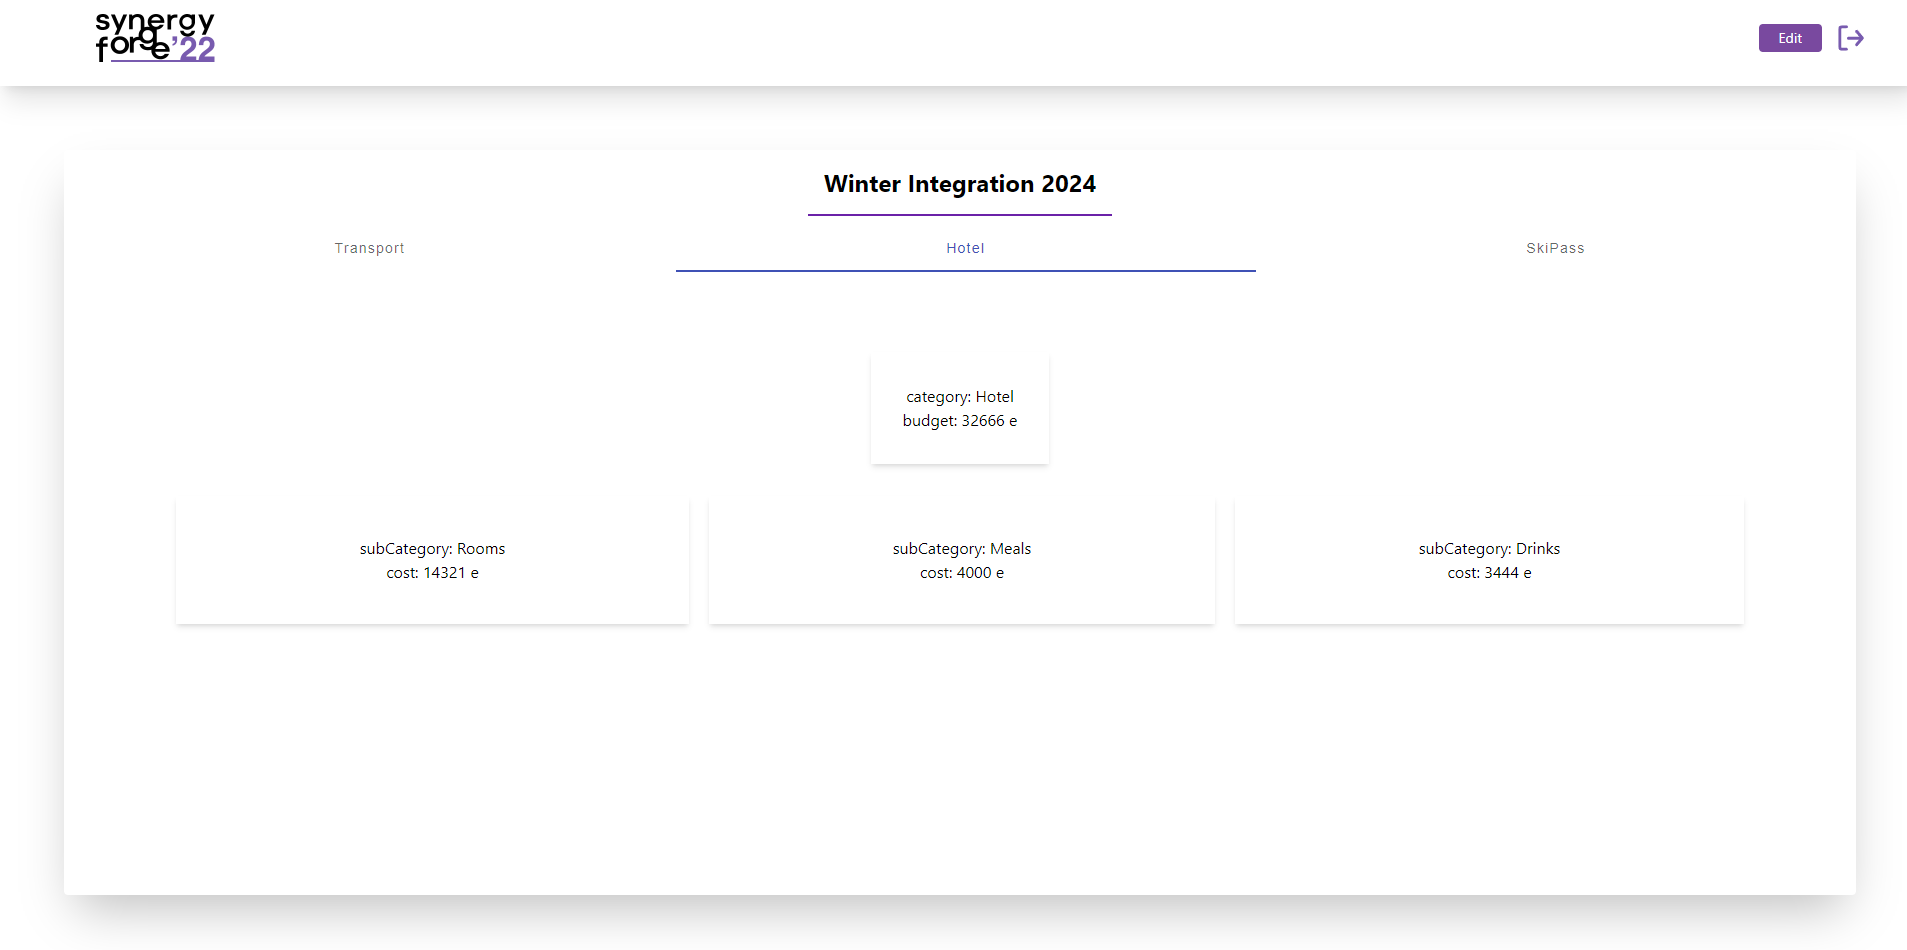 synergy
forge'22
Edit
Winter Integration 2024
Transport
Hotel
SkiPass
category: Hotel
budget: 32666 e
subCategory: Rooms
cost: 14321 e
subCategory: Meals
cost: 4000 e
subCategory: Drinks
cost: 3444 e